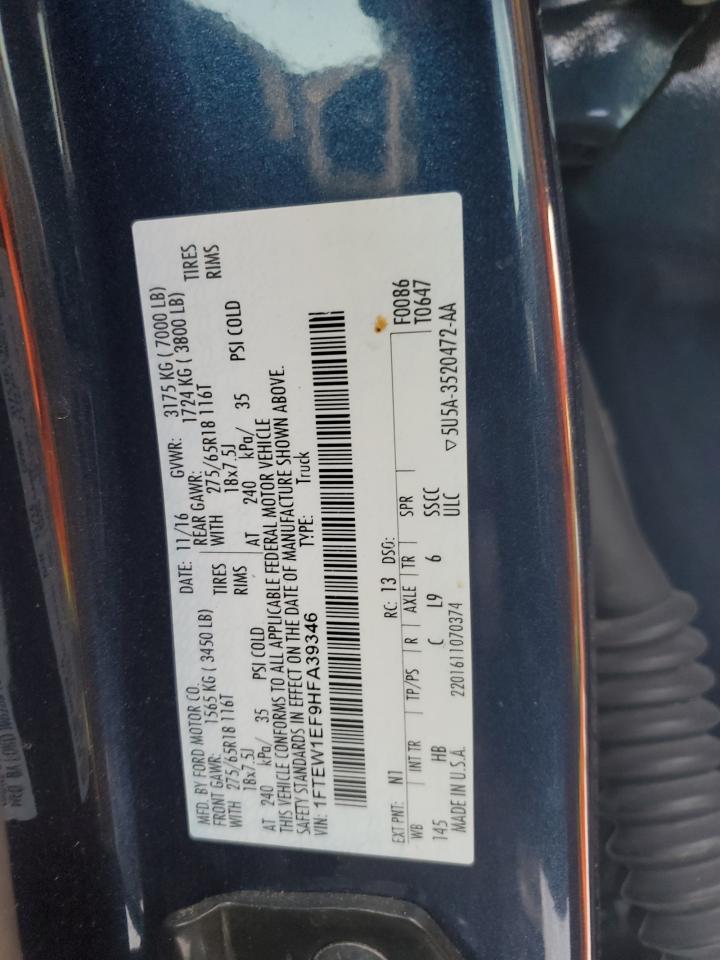 MFD. BY FORD MOTOR CO.
DATE: 11/16 GVWR: 3175 KG ( 7000 LB)
FRONT GAWR: 1565 KG ( 3450 LB) REAR GAWR: 1724 KG ( 3800 LB)
WITH 275/65R18 116T TIRES WITH 275/65R18 116T TIRES
18x7.5J RIMS 18x7.5J RIMS
AT 240 kPa/ 35 PSI COLD AT 240 kPa/ 35 PSI COLD
THIS VEHICLE CONFORMS TO ALL APPLICABLE FEDERAL MOTOR VEHICLE
SAFETY STANDARDS IN EFFECT ON THE DATE OF MANUFACTURE SHOWN ABOVE.
VIN: 1FTEW1EF9HFA39346 TYPE: Truck
EXT PNT: N1 RC: 13 DSO: F0086
WB INT TR TP/PS R AXLE TR SPR T0647
145 HB C L9 6 SSCC
MADE IN U.S.A. 2201611070374 ULC ▽5U5A-3520472-AA